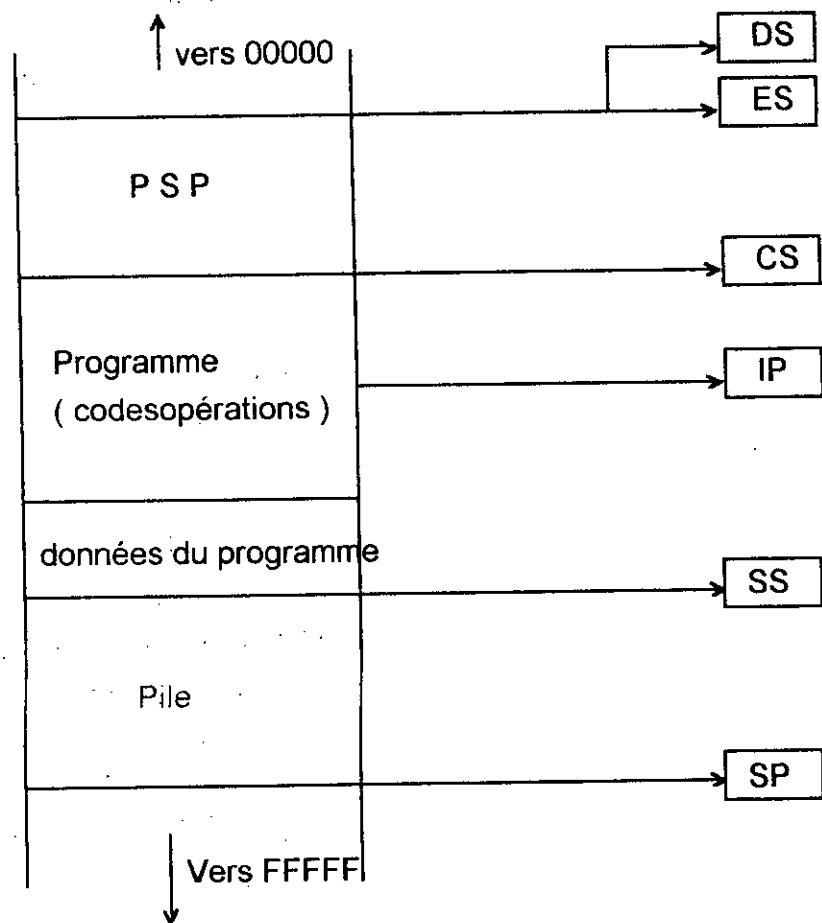 vers 00000
DS
ES
P S P
CS
Programme
( codesopérations )
IP
données du programme
SS
Pile
SP
Vers FFFFF